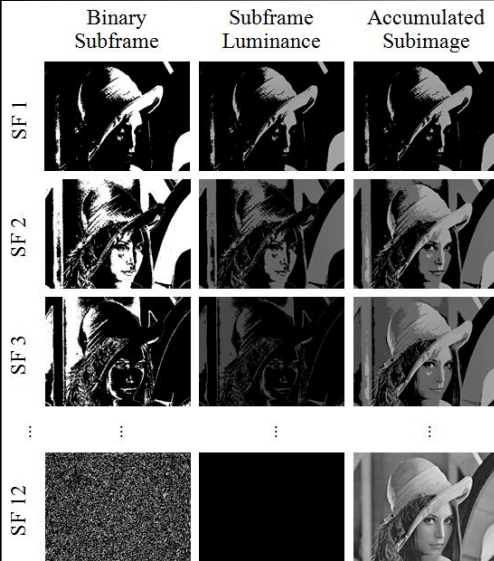 Binary Subframe
Subframe Luminance
Accumulated Subimage
SF 1
SF 2
SF 3
⋮ ⋮ ⋮ ⋮
SF 12